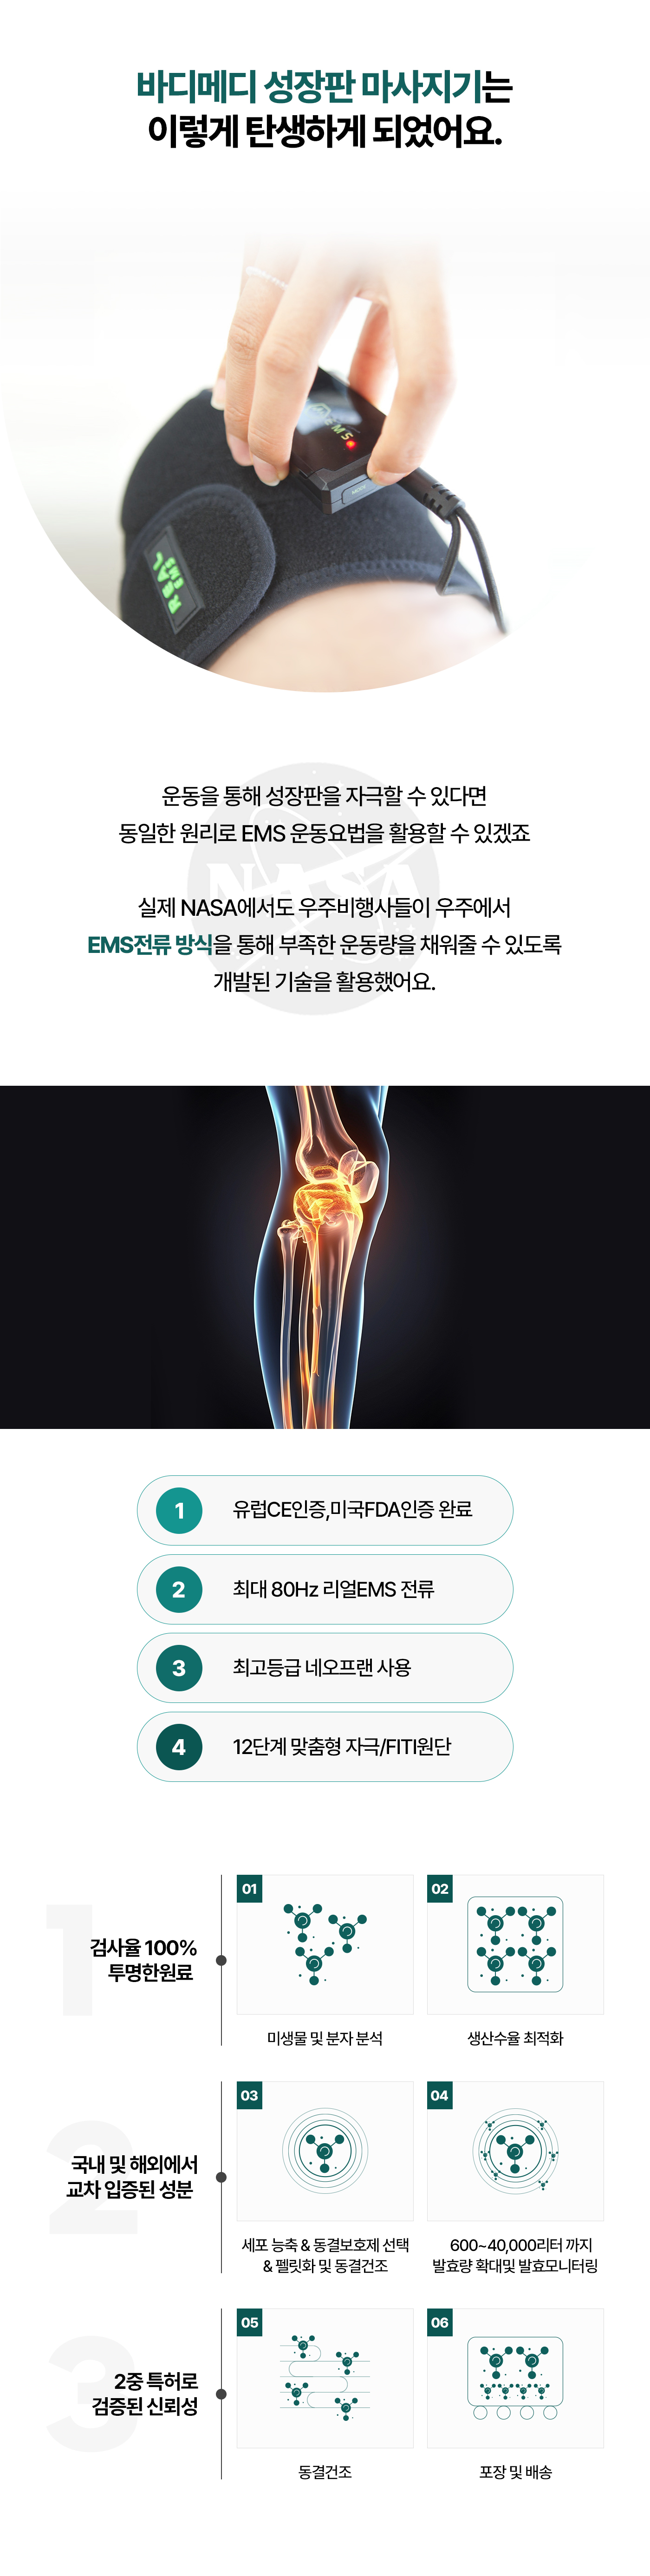 바디메디 성장판 마사지기는
이렇게 탄생하게 되었어요.
EMS
REAL
EMS
운동을 통해 성장판을 자극할 수 있다면
동일한 원리로 EMS 운동요법을 활용할 수 있겠죠
NASA
실제 NASA에서도 우주비행사들이 우주에서
EMS전류 방식을 통해 부족한 운동량을 채워줄 수 있도록
개발된 기술을 활용했어요.
1 유럽CE인증,미국FDA인증 완료
2 최대 80Hz 리얼EMS 전류
3 최고등급 네오프랜 사용
4 12단계 맞춤형 자극/FITI원단
1
검사율 100%
투명한원료
01
미생물 및 분자 분석
02
생산수율 최적화
2
국내 및 해외에서
교차 입증된 성분
03
세포 농축 & 동결보호제 선택
& 펠릿화 및 동결건조
04
600~40,000리터 까지
발효량 확대및 발효모니터링
3
2중 특허로
검증된 신뢰성
05
동결건조
06
포장 및 배송